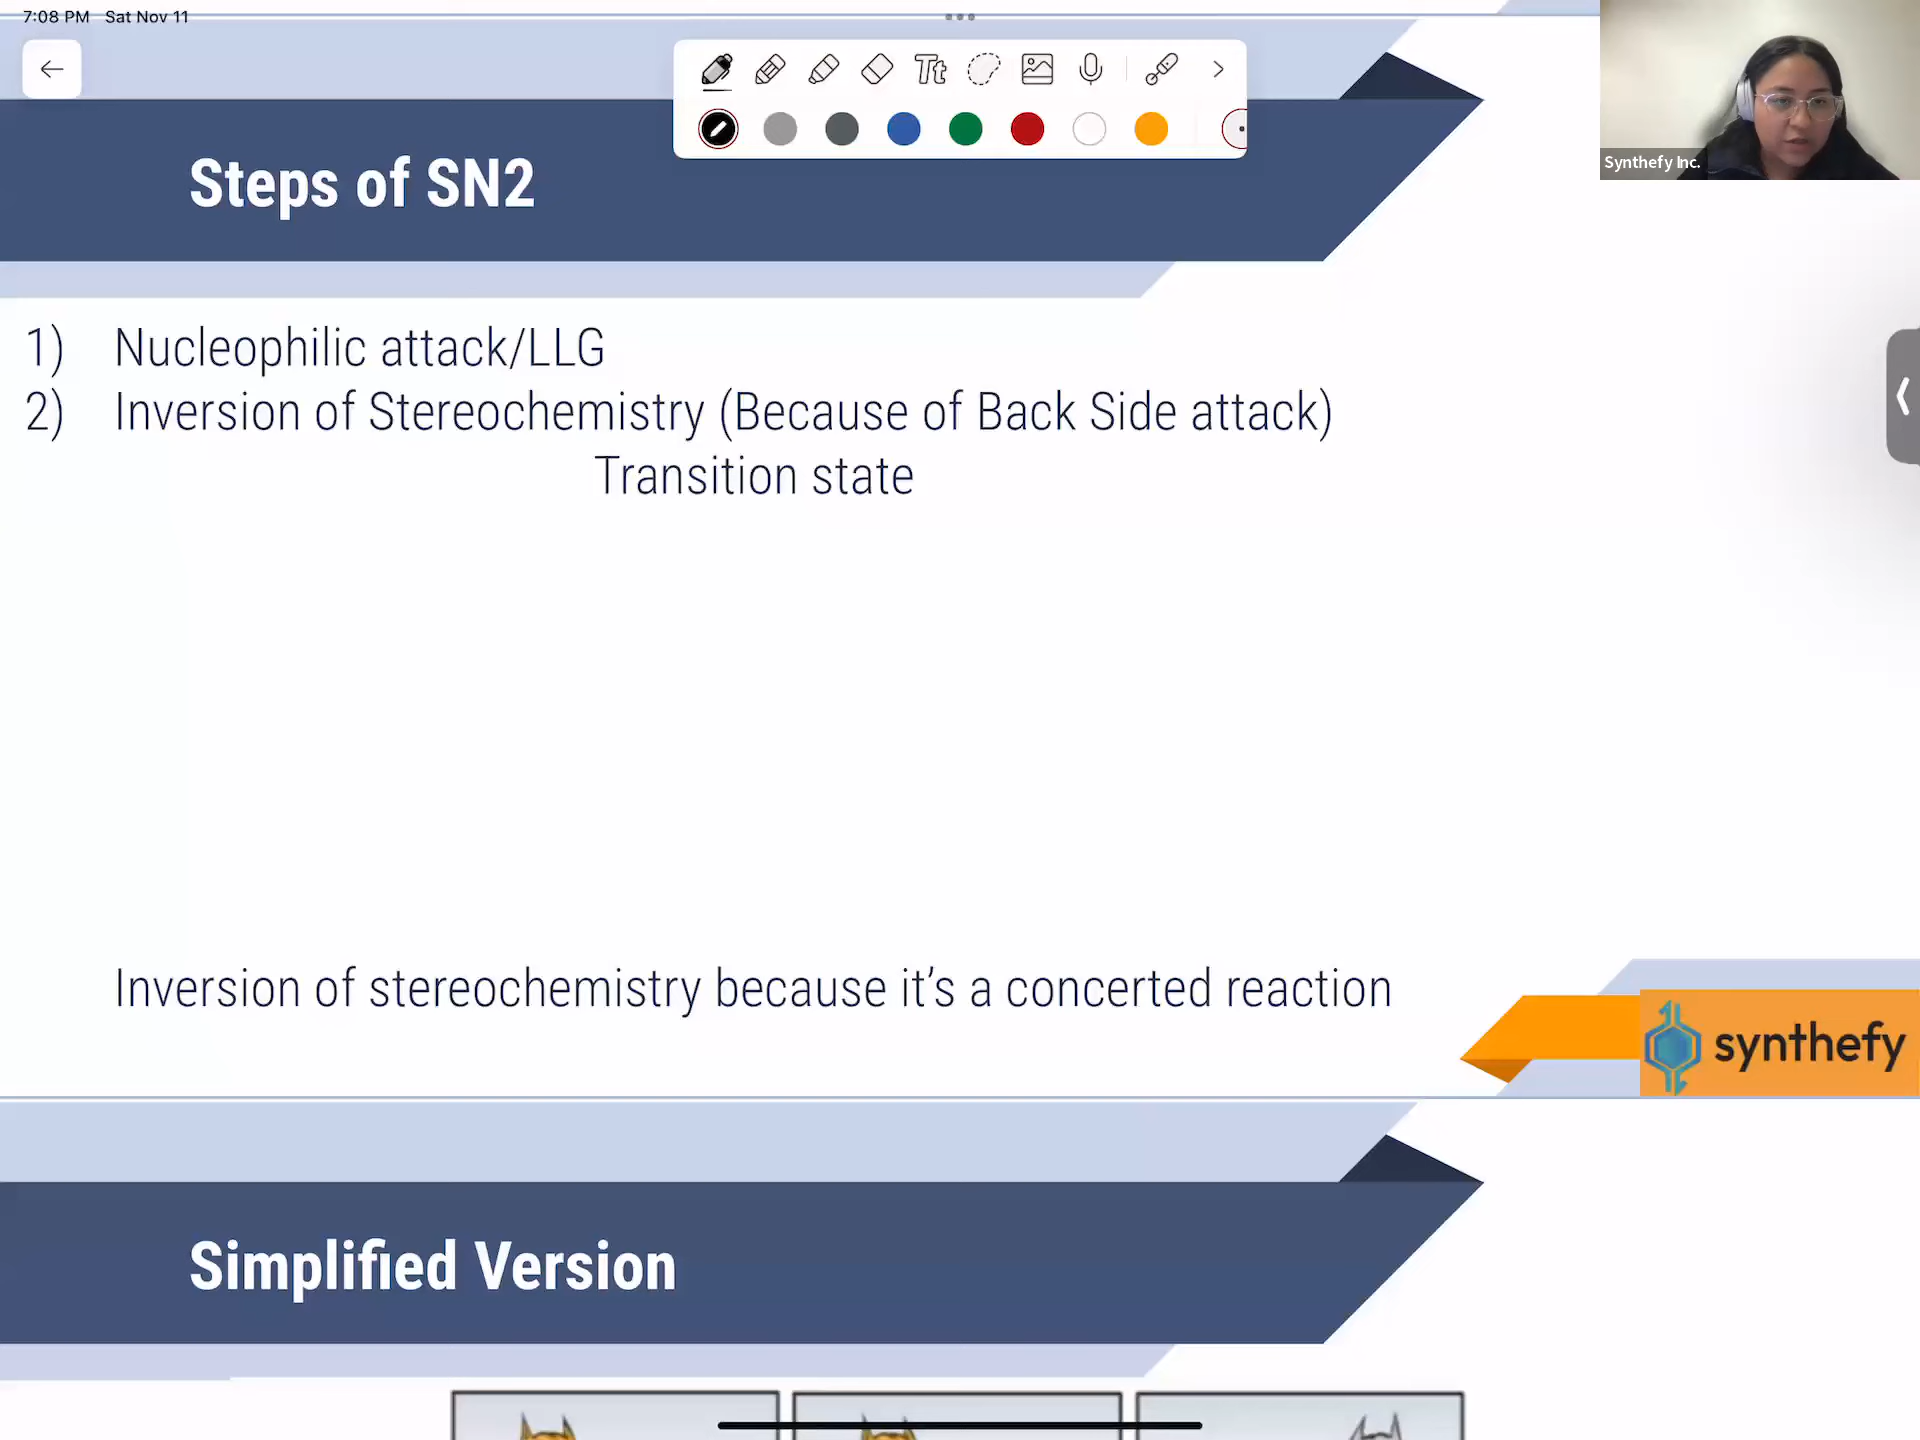 7:08 PM Sat Nov 11
Tt
Synthefy Inc.
Steps of SN2
1) Nucleophilic attack/LLG
2) Inversion of Stereochemistry (Because of Back Side attack)
Transition state
Inversion of stereochemistry because it’s a concerted reaction
synthefy
Simplified Version